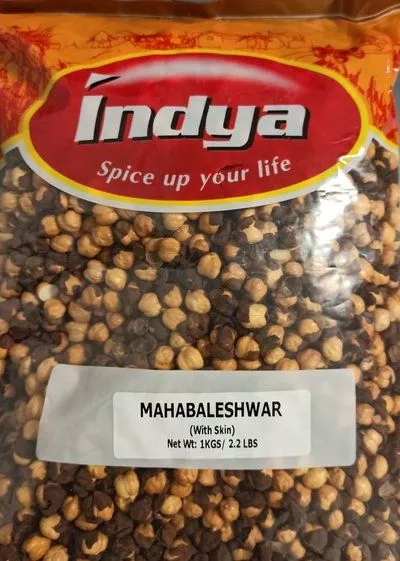 Indya
Spice up your life
MAHABALESHWAR
(With Skin)
Net Wt: 1KGS/ 2.2 LBS